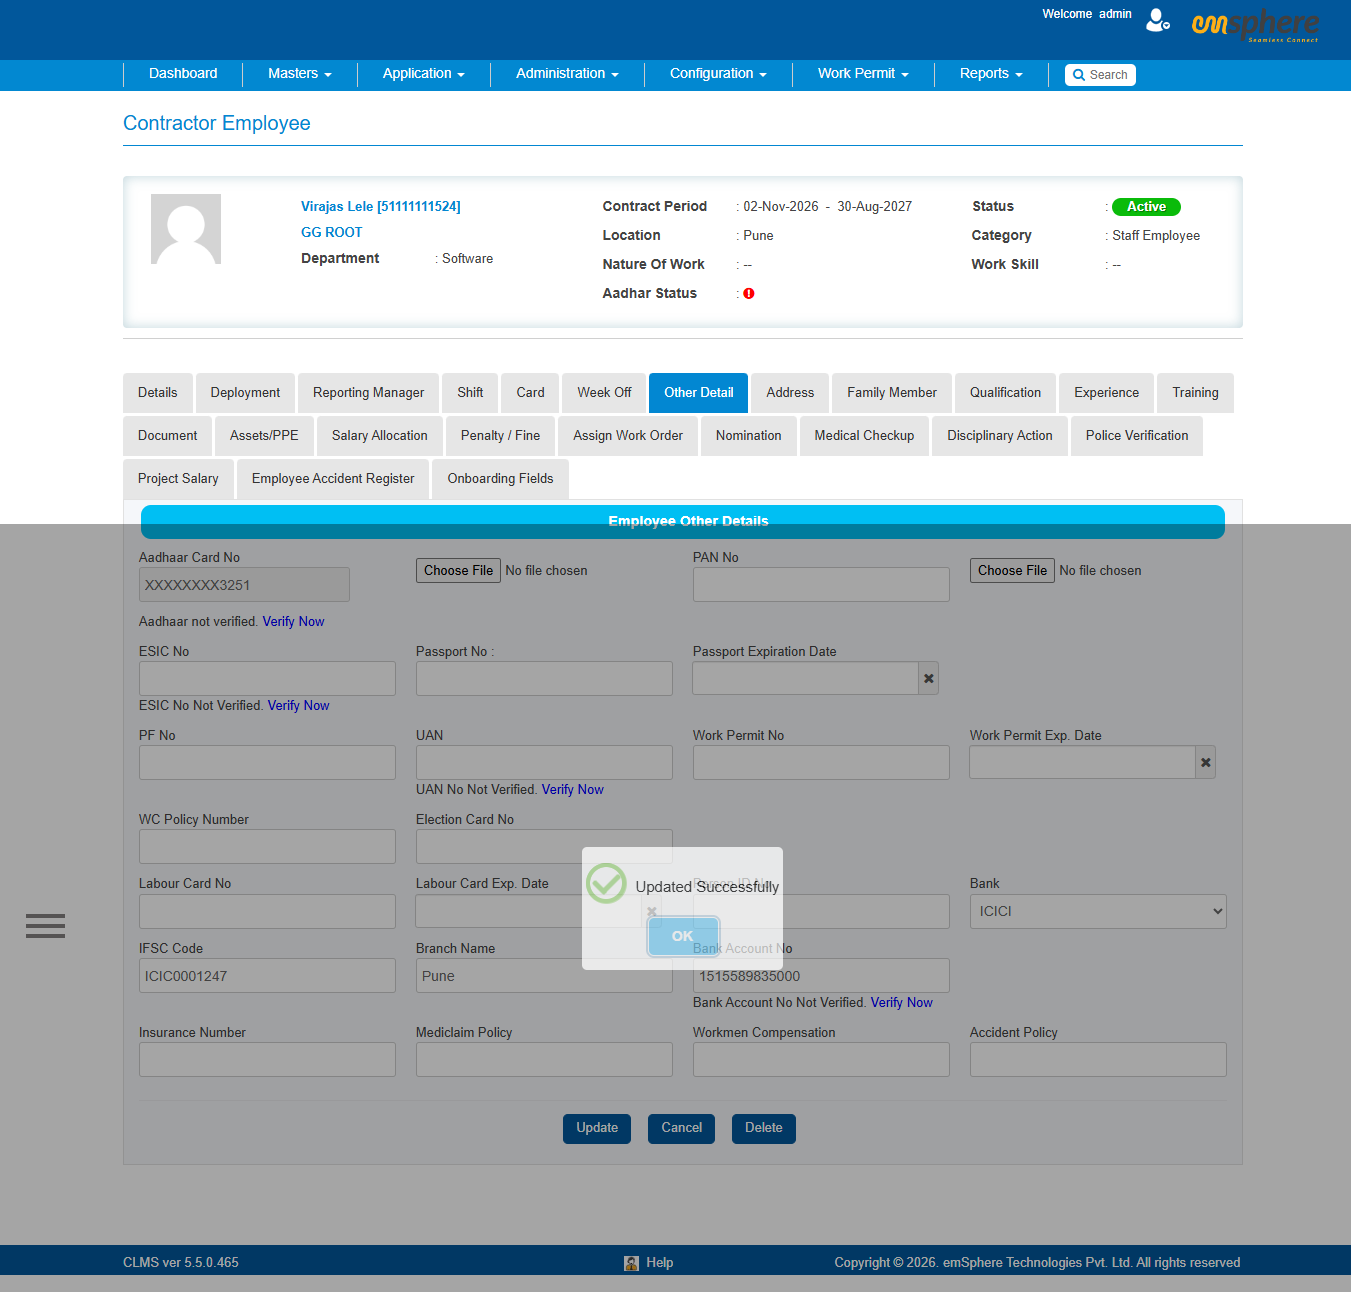 Welcome admin
emsphere
Seamless Connect
Dashboard Masters Application Administration Configuration Work Permit Reports Search
Contractor Employee
Virajas Lele [51111111524] Contract Period : 02-Nov-2026 - 30-Aug-2027 Status : Active
GG ROOT Location : Pune Category : Staff Employee
Department : Software Nature Of Work : -- Work Skill : --
Aadhar Status :
Details Deployment Reporting Manager Shift Card Week Off Other Detail Address Family Member Qualification Experience Training
Document Assets/PPE Salary Allocation Penalty / Fine Assign Work Order Nomination Medical Checkup Disciplinary Action Police Verification
Project Salary Employee Accident Register Onboarding Fields
Employee Other Details
Aadhaar Card No PAN No
XXXXXXXX3251 Choose File No file chosen Choose File No file chosen
Aadhaar not verified. Verify Now
ESIC No Passport No : Passport Expiration Date
ESIC No Not Verified. Verify Now
PF No UAN Work Permit No Work Permit Exp. Date
UAN No Not Verified. Verify Now
WC Policy Number Election Card No
Updated Successfully
OK
Labour Card No Labour Card Exp. Date Bank
ICICI
IFSC Code Branch Name Bank Account No
ICIC0001247 Pune 1515589835000
Bank Account No Not Verified. Verify Now
Insurance Number Mediclaim Policy Workmen Compensation Accident Policy
Update Cancel Delete
CLMS ver 5.5.0.465 Help Copyright © 2026. emSphere Technologies Pvt. Ltd. All rights reserved